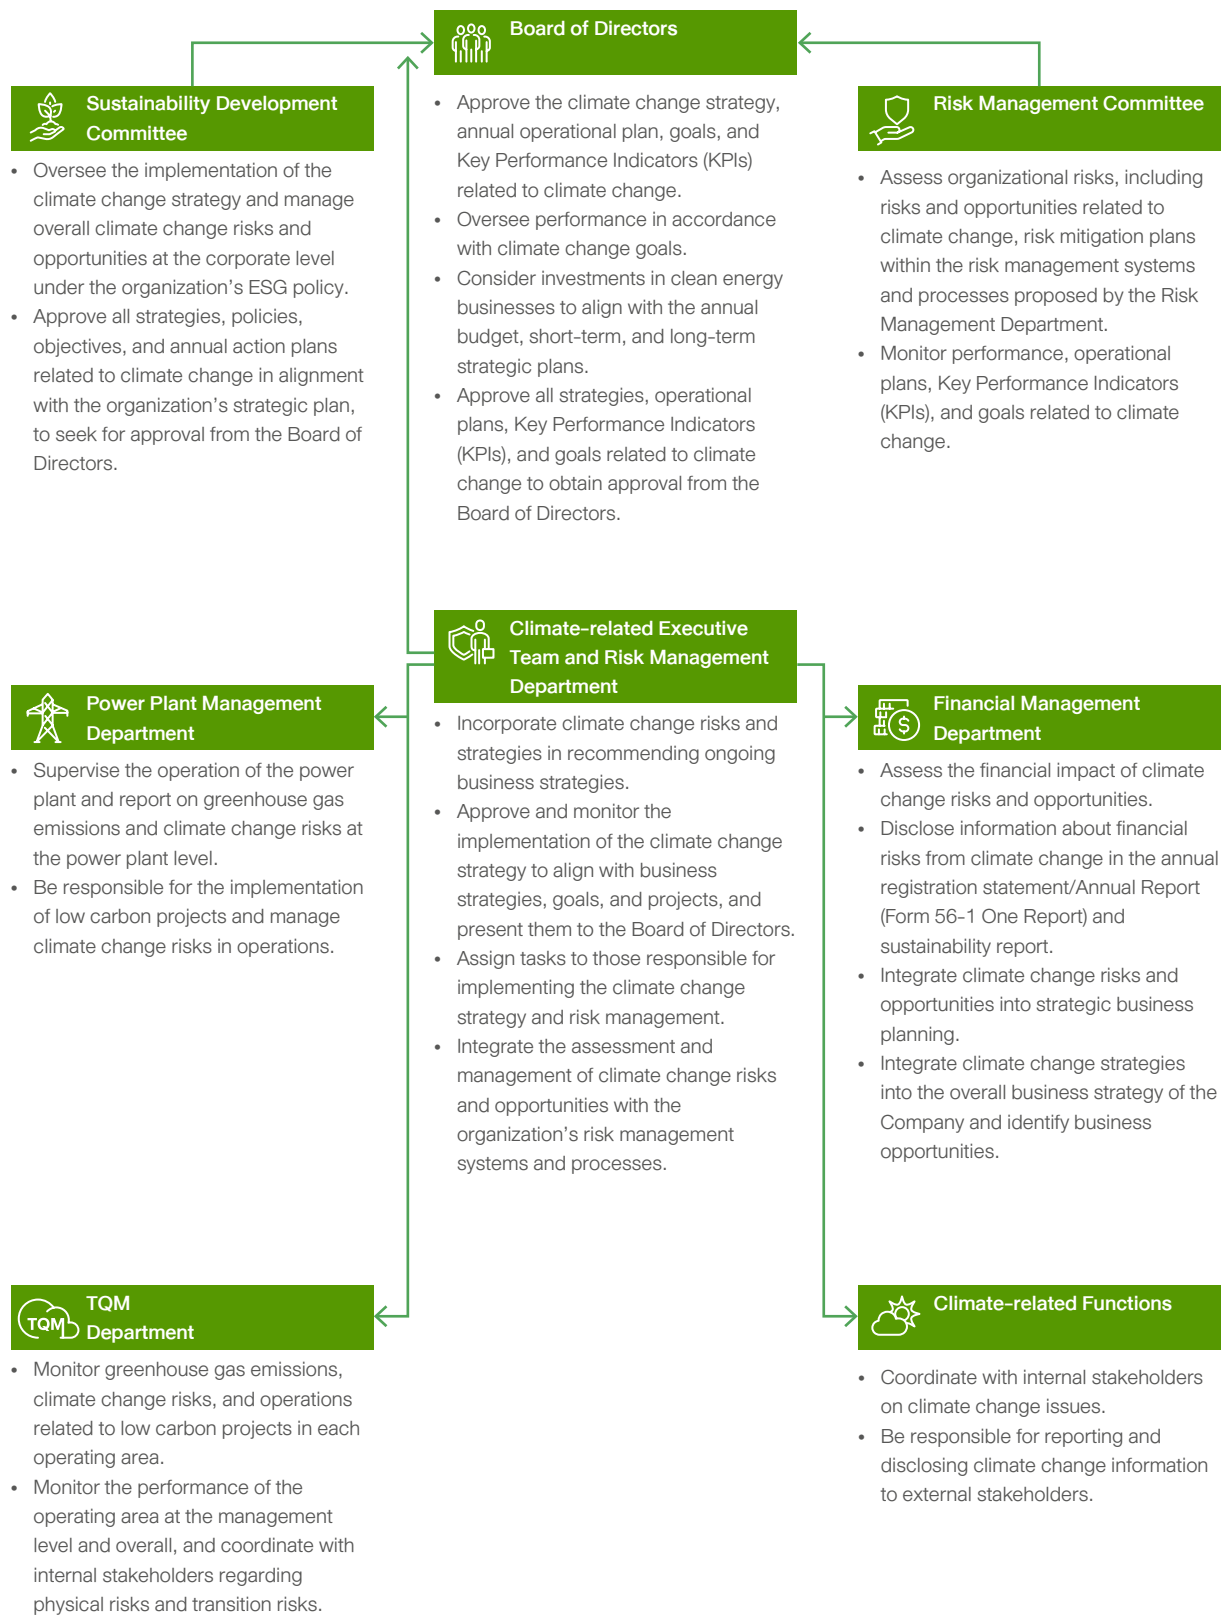 Board of Directors
• Approve the climate change strategy,
annual operational plan, goals, and
Key Performance Indicators (KPIs)
related to climate change.
• Oversee performance in accordance
with climate change goals.
• Consider investments in clean energy
businesses to align with the annual
budget, short-term, and long-term
strategic plans.
• Approve all strategies, operational
plans, Key Performance Indicators
(KPIs), and goals related to climate
change to obtain approval from the
Board of Directors.
Sustainability Development
Committee
• Oversee the implementation of the
climate change strategy and manage
overall climate change risks and
opportunities at the corporate level
under the organization's ESG policy.
• Approve all strategies, policies,
objectives, and annual action plans
related to climate change in alignment
with the organization's strategic plan,
to seek for approval from the Board of
Directors.
Risk Management Committee
• Assess organizational risks, including
risks and opportunities related to
climate change, risk mitigation plans
within the risk management systems
and processes proposed by the Risk
Management Department.
• Monitor performance, operational
plans, Key Performance Indicators
(KPIs), and goals related to climate
change.
Climate-related Executive
Team and Risk Management
Department
• Incorporate climate change risks and
strategies in recommending ongoing
business strategies.
• Approve and monitor the
implementation of the climate change
strategy to align with business
strategies, goals, and projects, and
present them to the Board of Directors.
• Assign tasks to those responsible for
implementing the climate change
strategy and risk management.
• Integrate the assessment and
management of climate change risks
and opportunities with the
organization's risk management
systems and processes.
Power Plant Management
Department
• Supervise the operation of the power
plant and report on greenhouse gas
emissions and climate change risks at
the power plant level.
• Be responsible for the implementation
of low carbon projects and manage
climate change risks in operations.
Financial Management
Department
• Assess the financial impact of climate
change risks and opportunities.
• Disclose information about financial
risks from climate change in the annual
registration statement/Annual Report
(Form 56-1 One Report) and
sustainability report.
• Integrate climate change risks and
opportunities into strategic business
planning.
• Integrate climate change strategies
into the overall business strategy of the
Company and identify business
opportunities.
TQM
TQM
Department
• Monitor greenhouse gas emissions,
climate change risks, and operations
related to low carbon projects in each
operating area.
• Monitor the performance of the
operating area at the management
level and overall, and coordinate with
internal stakeholders regarding
physical risks and transition risks.
Climate-related Functions
• Coordinate with internal stakeholders
on climate change issues.
• Be responsible for reporting and
disclosing climate change information
to external stakeholders.